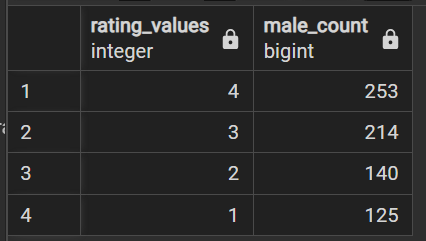 rating_values male_count
integer bigint
1 4 253
2 3 214
3 2 140
4 1 125